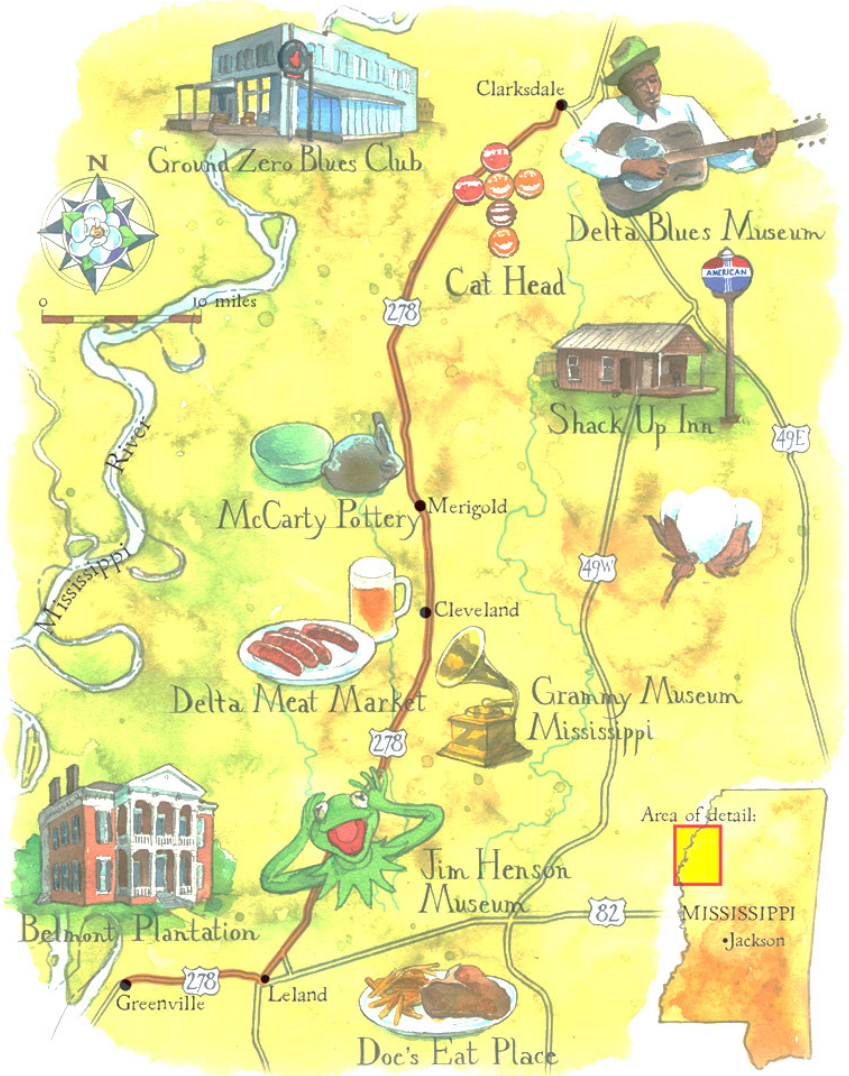 Clarksdale
Ground Zero Blues Club
N
Delta Blues Museum
AMERICAN
Cat Head
0 10 miles
278
Shack Up Inn
49E
River
Mississippi
McCarty Pottery
Merigold
49W
Cleveland
Delta Meat Market
Grammy Museum
Mississippi
278
Area of detail:
Jim Henson
Museum
82
MISSISSIPPI
Jackson
Belmont Plantation
278
Greenville
Leland
Doe's Eat Place